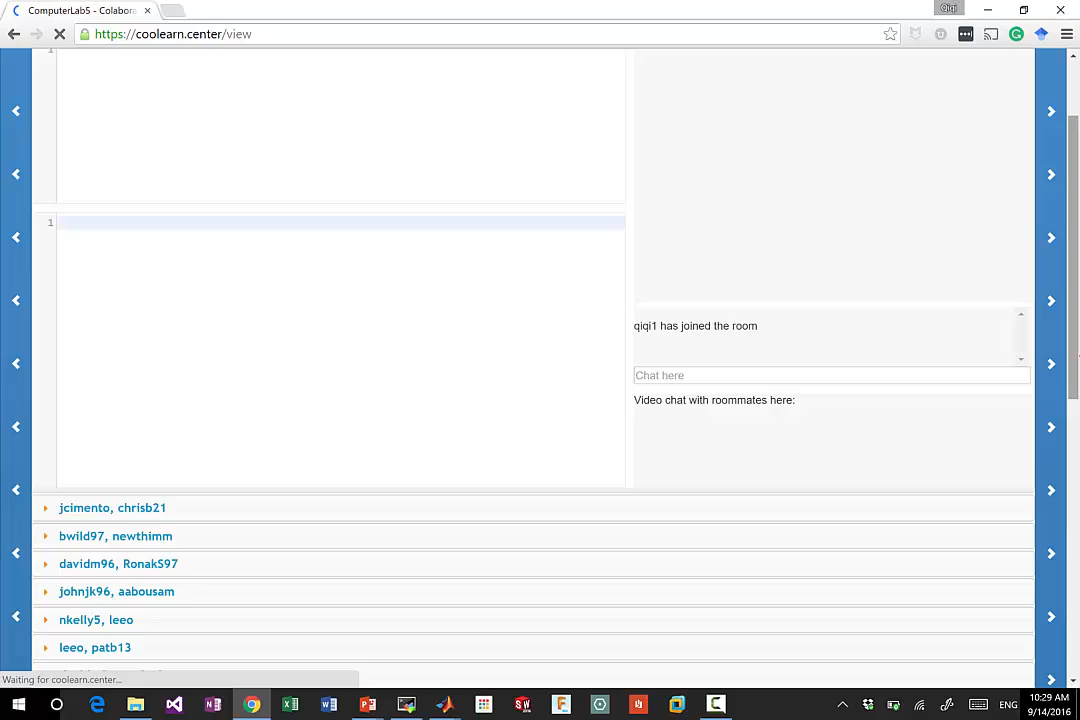 ComputerLab5 - Colabora
Qiqi
https://coolearn.center/view
1
1
qiqi1 has joined the room
Chat here
Video chat with roommates here:
jcimento, chrisb21
bwild97, newthimm
davidm96, RonakS97
johnjk96, aabousam
nkelly5, leeo
leeo, patb13
Waiting for coolearn.center...
ENG
10:29 AM
9/14/2016